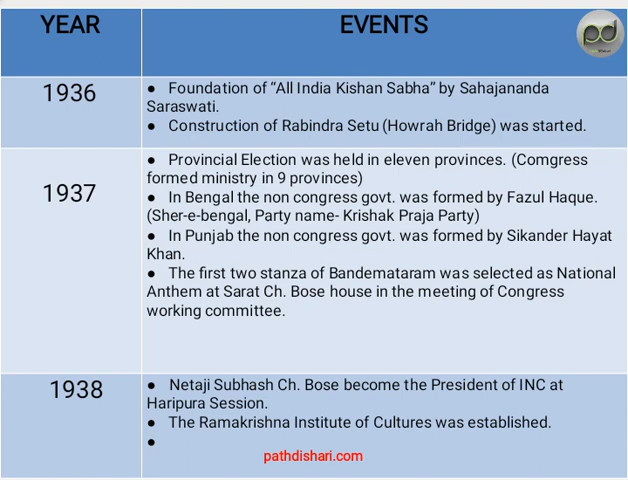 YEAR
EVENTS
pd
1936
● Foundation of “All India Kishan Sabha” by Sahajananda
Saraswati.
● Construction of Rabindra Setu (Howrah Bridge) was started.
1937
● Provincial Election was held in eleven provinces. (Comgress
formed ministry in 9 provinces)
● In Bengal the non congress govt. was formed by Fazul Haque.
(Sher-e-bengal, Party name- Krishak Praja Party)
● In Punjab the non congress govt. was formed by Sikander Hayat
Khan.
● The first two stanza of Bandemataram was selected as National
Anthem at Sarat Ch. Bose house in the meeting of Congress
working committee.
1938
● Netaji Subhash Ch. Bose become the President of INC at
Haripura Session.
● The Ramakrishna Institute of Cultures was established.
●
pathdishari.com